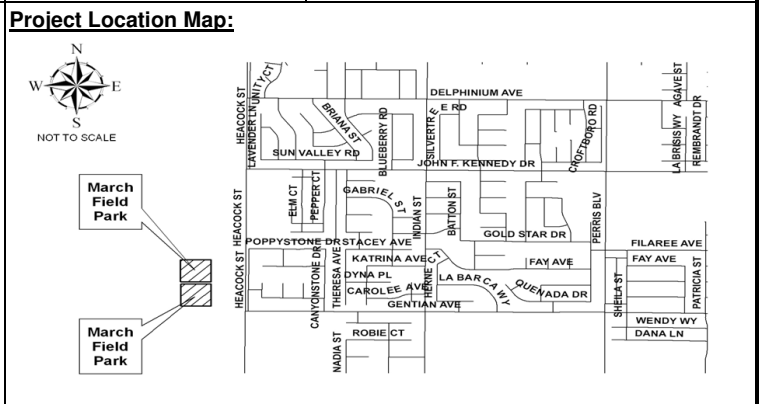 Project Location Map:
N
W E
S
NOT TO SCALE
March
Field
Park
March
Field
Park
HEACOCK ST
LAVENDER LN
UNITY CT
DELPHINIUM AVE
BRIANA ST
BLUEBERRY RD
SILVERTREE RD
CROFTBORO RD
LA BRISIS WY
AGAVE ST
REMBRANDT DR
SUN VALLEY RD
JOHN F. KENNEDY DR
HEACOCK ST
ELM CT
PEPPER CT
GABRIEL ST
INDIAN ST
BATTON ST
PERRIS BLV
GOLD STAR DR
POPPYSTONE DR
STACEY AVE
FILAREE AVE
HEACOCK ST
CANYONSTONE DR
THERESA AVE
KATRINA AVE
HERNE CT
FAY AVE
FAY AVE
DYNA PL
LA BARCA WY
QUENADA DR
CAROLEE AVE
SHEILA ST
PATRICIA ST
GENTIAN AVE
WENDY WY
NADIA ST
ROBIE CT
DANA LN